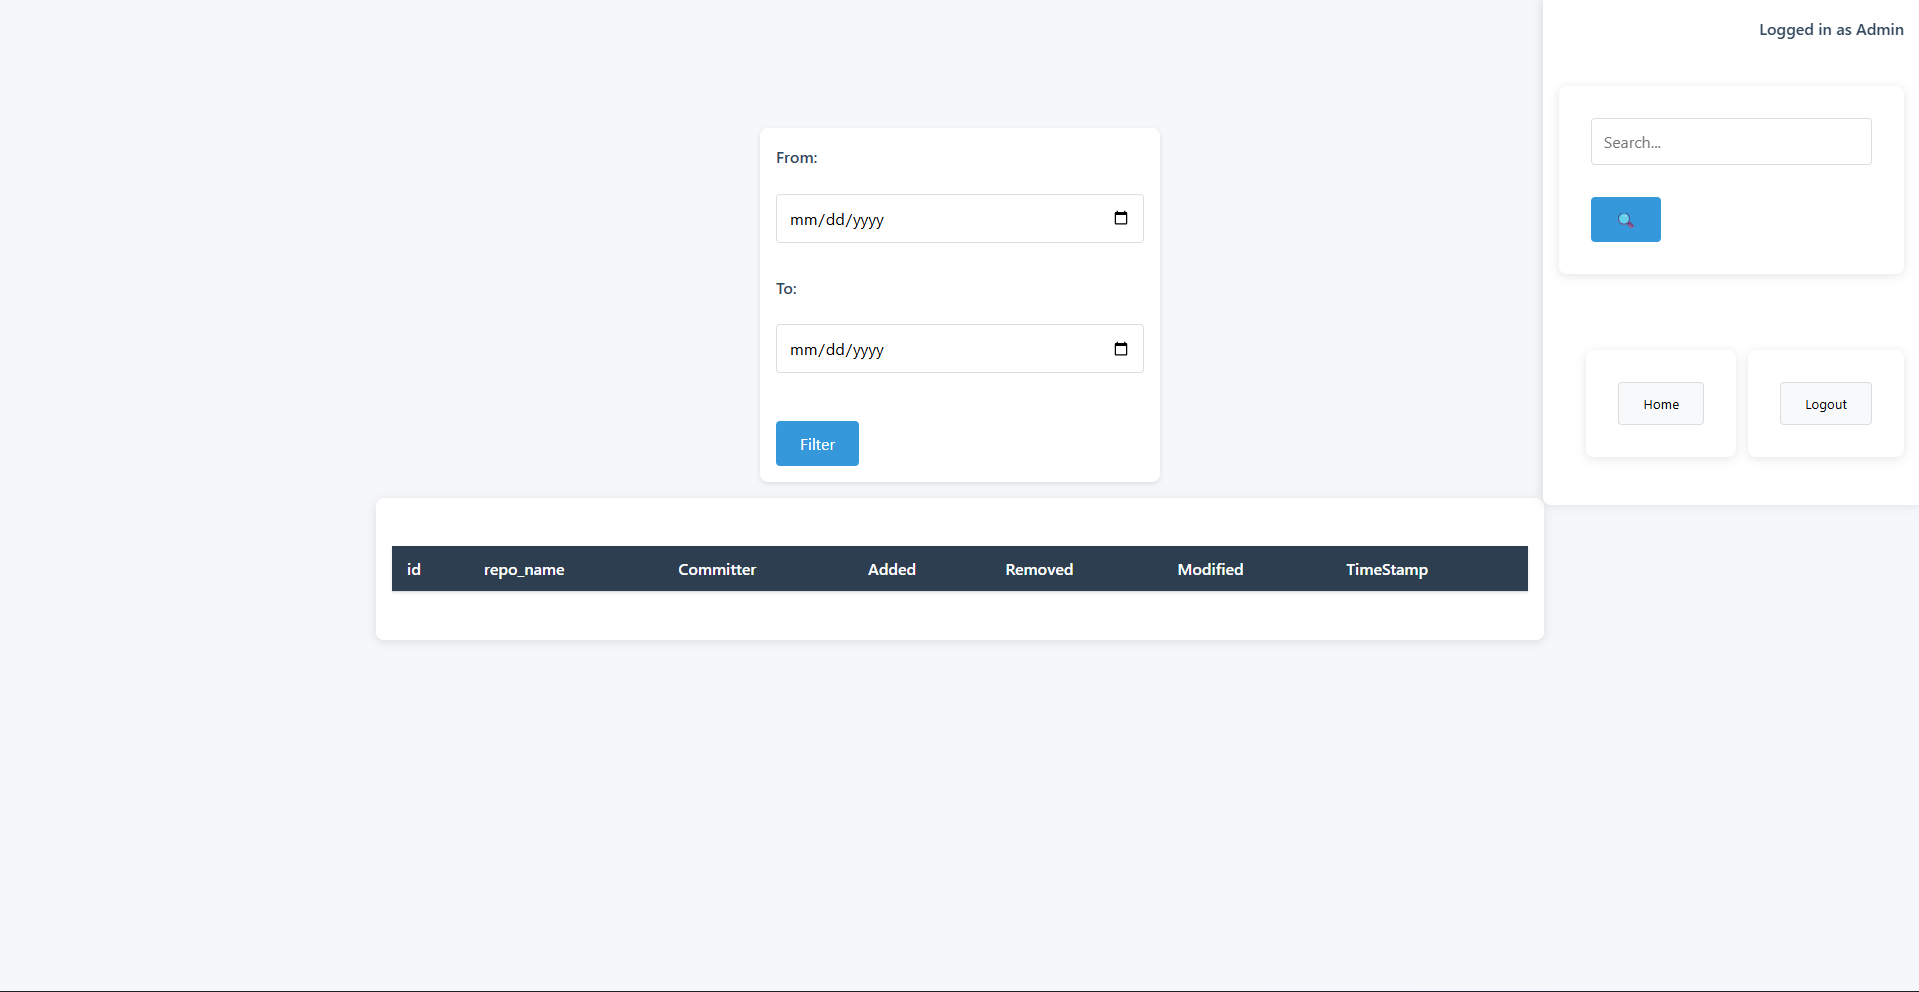 Logged in as Admin
Search...
From:
mm/dd/yyyy
To:
mm/dd/yyyy
Filter
Home
Logout
id repo_name Committer Added Removed Modified TimeStamp